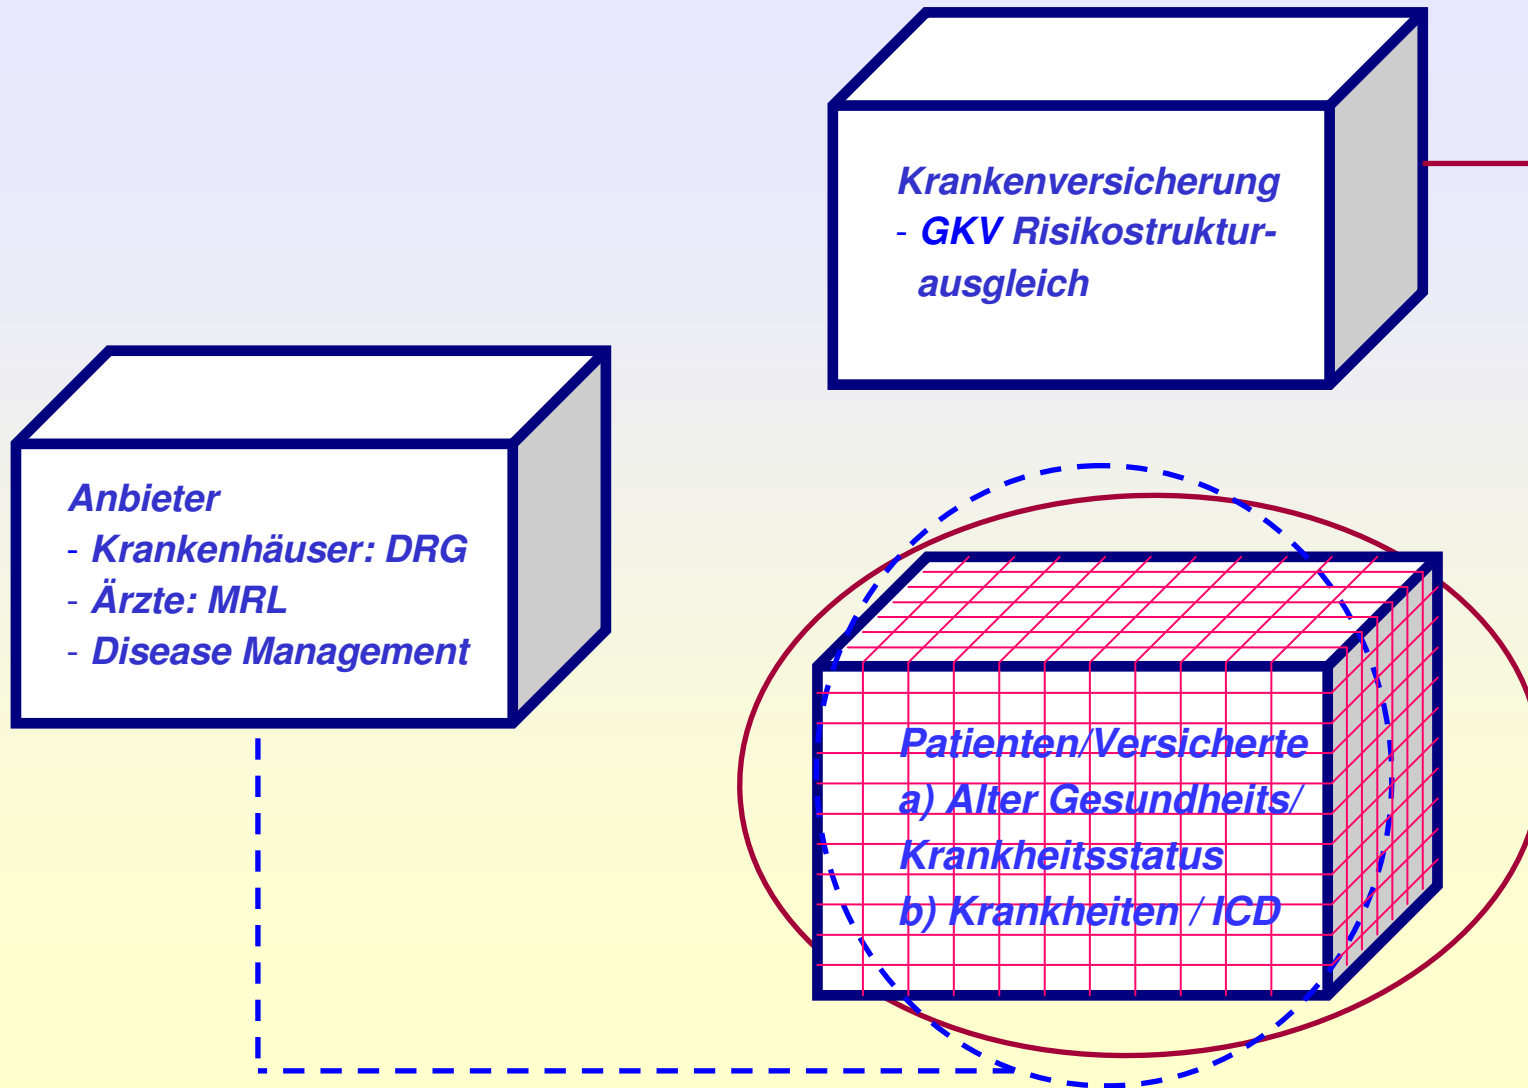 Krankenversicherung
- GKV Risikostruktur-
ausgleich
Anbieter
- Krankenhäuser: DRG
- Ärzte: MRL
- Disease Management
Patienten/Versicherte
a) Alter Gesundheits/
Krankheitsstatus
b) Krankheiten / ICD